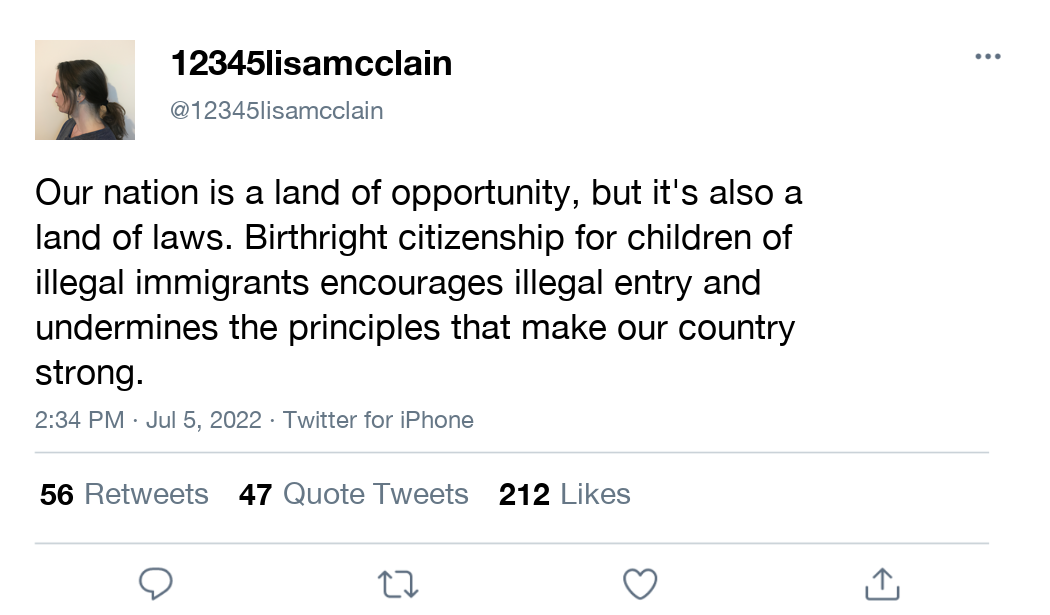 12345lisamcclain
@12345lisamcclain
Our nation is a land of opportunity, but it's also a
land of laws. Birthright citizenship for children of
illegal immigrants encourages illegal entry and
undermines the principles that make our country
strong.
2:34 PM · Jul 5, 2022 · Twitter for iPhone
56 Retweets 47 Quote Tweets 212 Likes